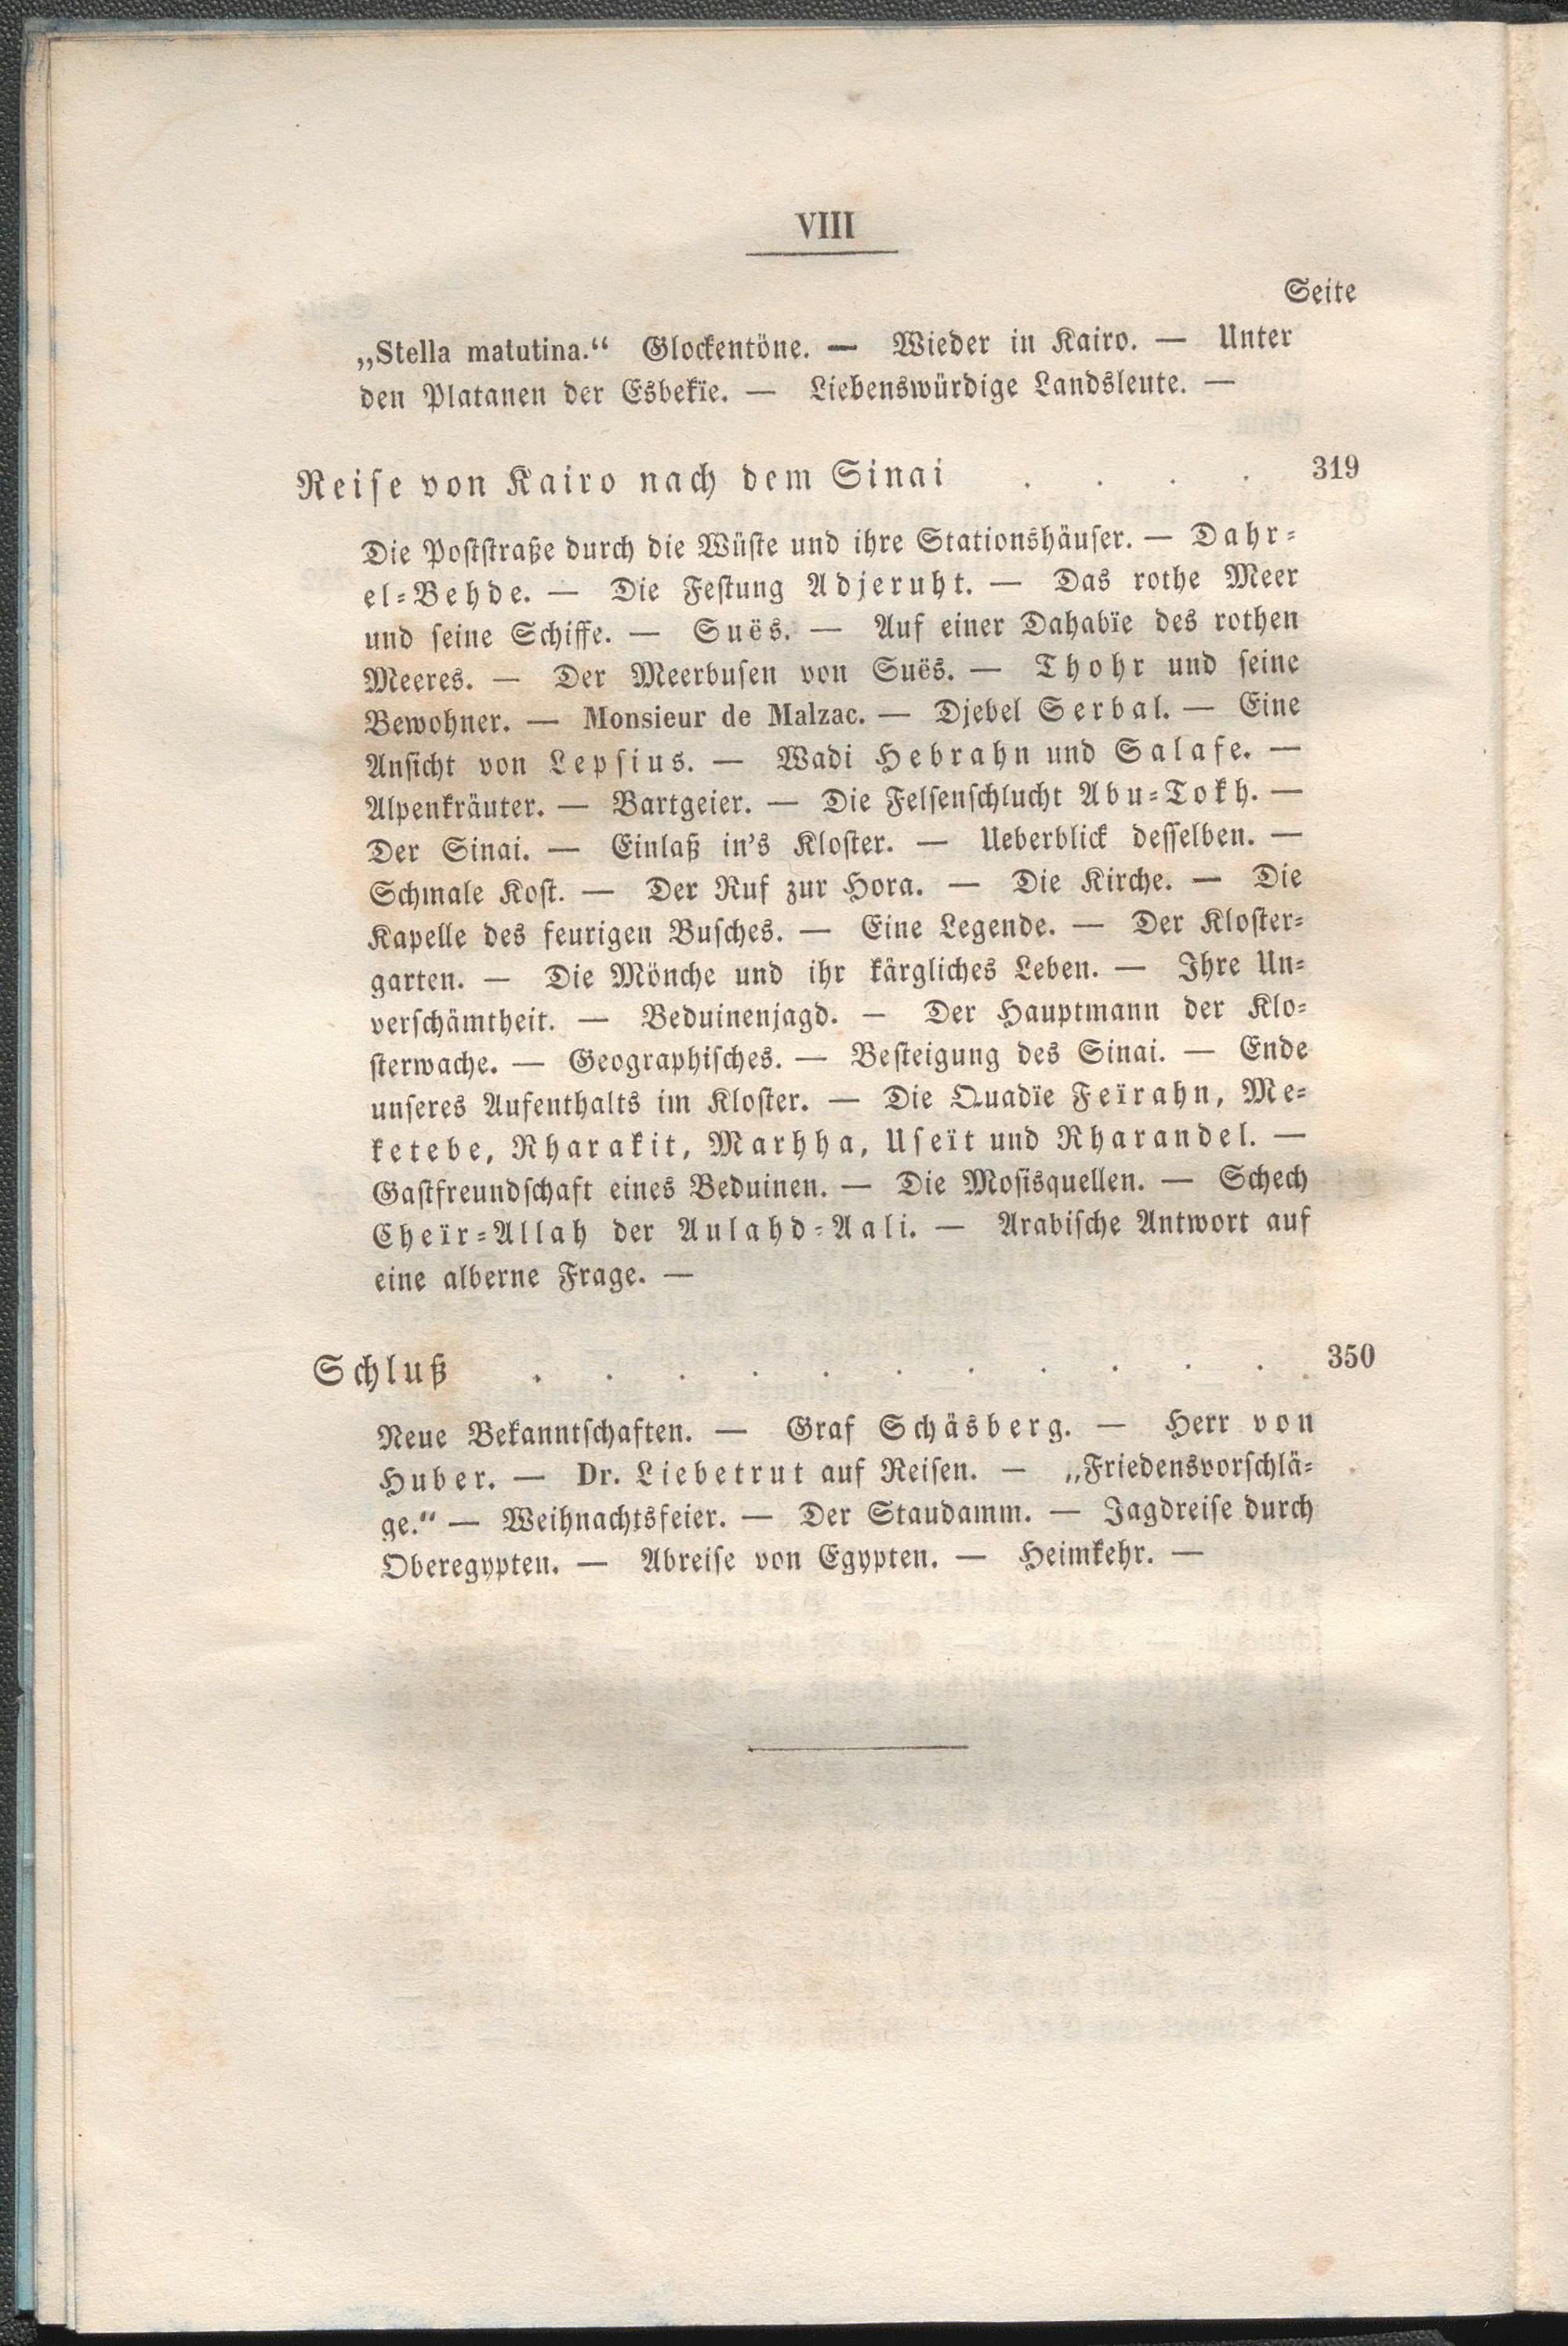 VIII
Seite
„Stella matutina.“ Glockentöne. — Wieder in Kairo. — Unter
den Platanen der Esbekïe. — Liebenswürdige Landsleute. —
Reise von Kairo nach dem Sinai . . . . 319
Die Poststraße durch die Wüste und ihre Stationshäuser. — Dahr-
el-Behde. — Die Festung Adjeruht. — Das rothe Meer
und seine Schiffe. — Suës. — Auf einer Dahabïe des rothen
Meeres. — Der Meerbusen von Suës. — Thohr und seine
Bewohner. — Monsieur de Malzac. — Djebel Serbal. — Eine
Ansicht von Lepsius. — Wadi Hebrahn und Salafe. —
Alpenkräuter. — Bartgeier. — Die Felsenschlucht Abu-Tokh. —
Der Sinai. — Einlaß in's Kloster. — Ueberblick desselben. —
Schmale Kost. — Der Ruf zur Hora. — Die Kirche. — Die
Kapelle des feurigen Busches. — Eine Legende. — Der Kloster-
garten. — Die Mönche und ihr kärgliches Leben. — Ihre Un-
verschämtheit. — Beduinenjagd. — Der Hauptmann der Klo-
sterwache. — Geographisches. — Besteigung des Sinai. — Ende
unseres Aufenthalts im Kloster. — Die Quadïe Feïrahn, Me-
ketebe, Rharakit, Marhha, Useït und Rharandel. —
Gastfreundschaft eines Beduinen. — Die Mosisquellen. — Schech
Cheïr-Allah der Aulahd-Aali. — Arabische Antwort auf
eine alberne Frage. —
Schluß . . . . . . . . . . . 350
Neue Bekanntschaften. — Graf Schäsberg. — Herr von
Huber. — Dr. Liebetrut auf Reisen. — „Friedensvorschlä-
ge.“ — Weihnachtsfeier. — Der Staudamm. — Jagdreise durch
Oberegypten. — Abreise von Egypten. — Heimkehr. —